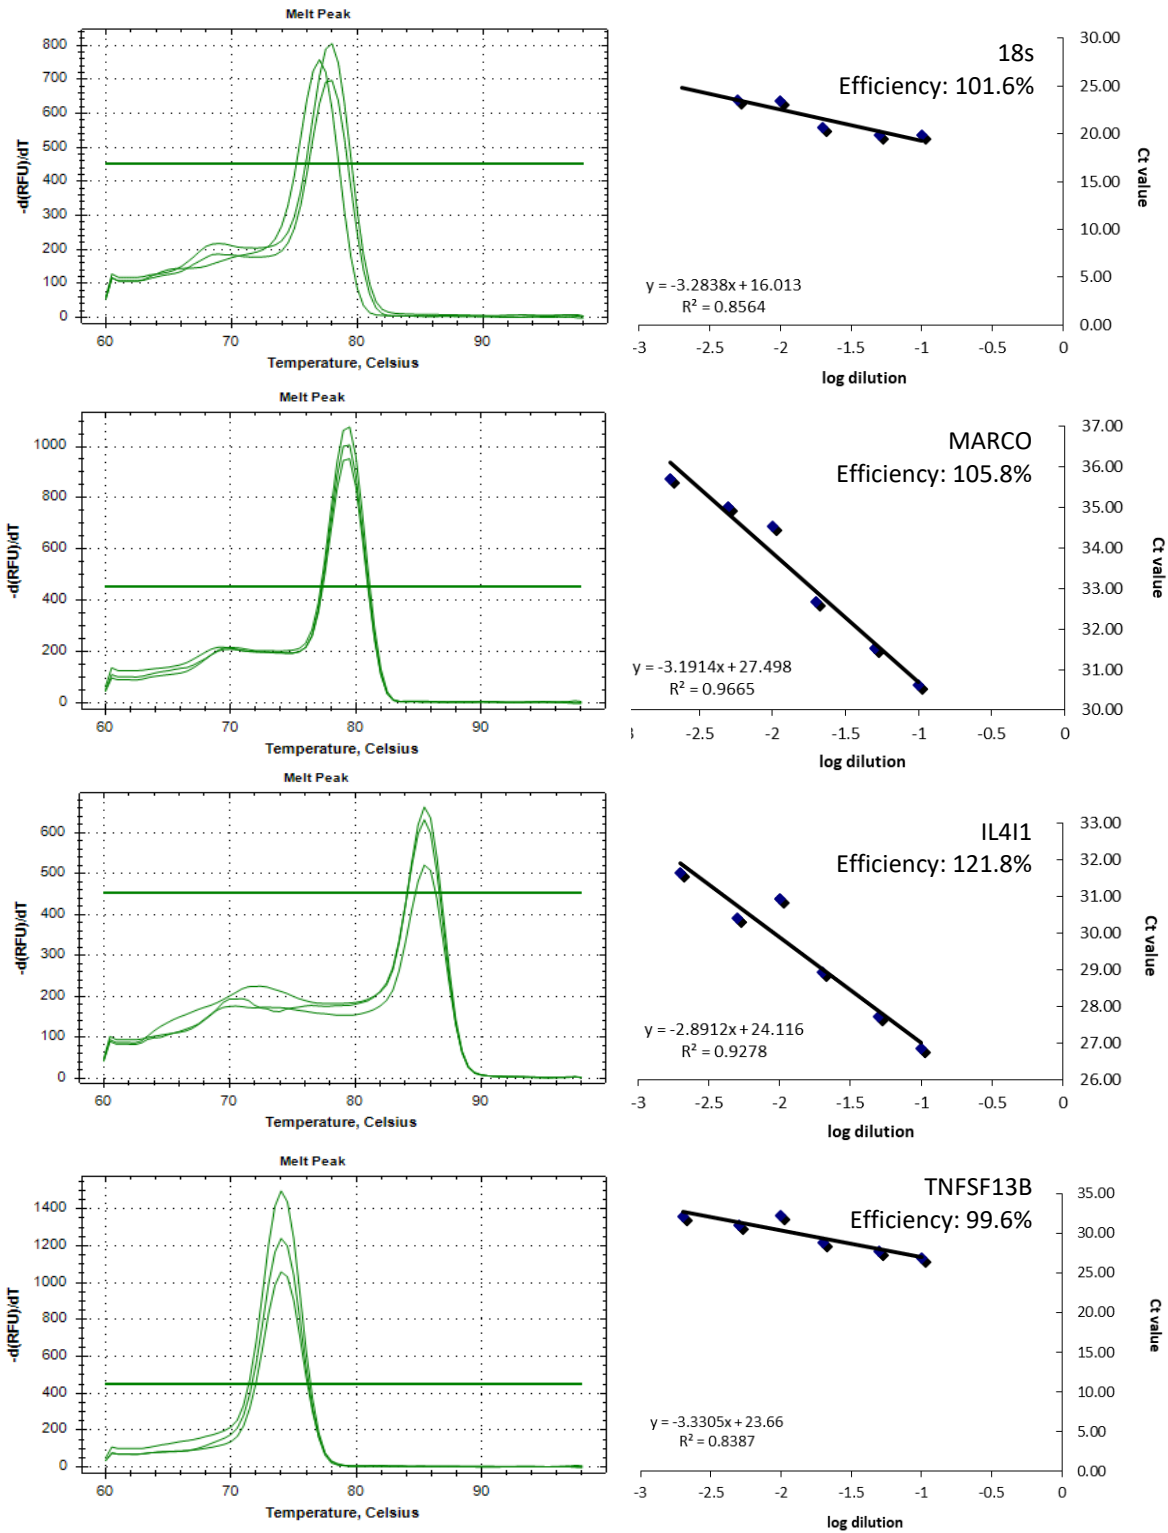 Melt Peak
800
700
600
500
400
300
200
100
0
-d(RFU)/dT
60 70 80 90
Temperature, Celsius
18s
Efficiency: 101.6%
30.00
25.00
20.00
15.00
10.00
5.00
0.00
Ct value
y = -3.2838x + 16.013
R² = 0.8564
-3 -2.5 -2 -1.5 -1 -0.5 0
log dilution
Melt Peak
1000
800
600
400
200
0
-d(RFU)/dT
60 70 80 90
Temperature, Celsius
MARCO
Efficiency: 105.8%
37.00
36.00
35.00
34.00
33.00
32.00
31.00
30.00
Ct value
y = -3.1914x + 27.498
R² = 0.9665
3 -2.5 -2 -1.5 -1 -0.5 0
log dilution
Melt Peak
600
500
400
300
200
100
0
-d(RFU)/dT
60 70 80 90
Temperature, Celsius
IL4I1
Efficiency: 121.8%
33.00
32.00
31.00
30.00
29.00
28.00
27.00
26.00
Ct value
y = -2.8912x + 24.116
R² = 0.9278
-3 -2.5 -2 -1.5 -1 -0.5 0
log dilution
Melt Peak
1400
1200
1000
800
600
400
200
0
-d(RFU)/dT
60 70 80 90
Temperature, Celsius
TNFSF13B
Efficiency: 99.6%
35.00
30.00
25.00
20.00
15.00
10.00
5.00
0.00
Ct value
y = -3.3305x + 23.66
R² = 0.8387
-3 -2.5 -2 -1.5 -1 -0.5 0
log dilution